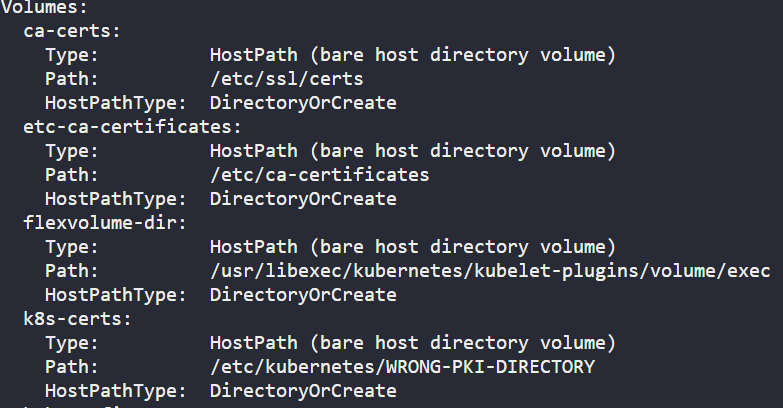 Volumes:
ca-certs:
Type: HostPath (bare host directory volume)
Path: /etc/ssl/certs
HostPathType: DirectoryOrCreate
etc-ca-certificates:
Type: HostPath (bare host directory volume)
Path: /etc/ca-certificates
HostPathType: DirectoryOrCreate
flexvolume-dir:
Type: HostPath (bare host directory volume)
Path: /usr/libexec/kubernetes/kubelet-plugins/volume/exec
HostPathType: DirectoryOrCreate
k8s-certs:
Type: HostPath (bare host directory volume)
Path: /etc/kubernetes/WRONG-PKI-DIRECTORY
HostPathType: DirectoryOrCreate